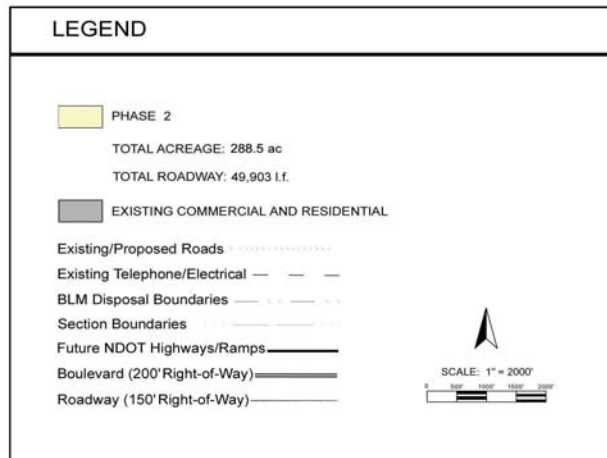 LEGEND
PHASE 2
TOTAL ACREAGE: 288.5 ac
TOTAL ROADWAY: 49,903 l.f.
EXISTING COMMERCIAL AND RESIDENTIAL
Existing/Proposed Roads
Existing Telephone/Electrical
BLM Disposal Boundaries
Section Boundaries
Future NDOT Highways/Ramps
Boulevard (200' Right-of-Way)
Roadway (150' Right-of-Way)
SCALE: 1" = 2000'
0 500' 1000' 1500' 2000'